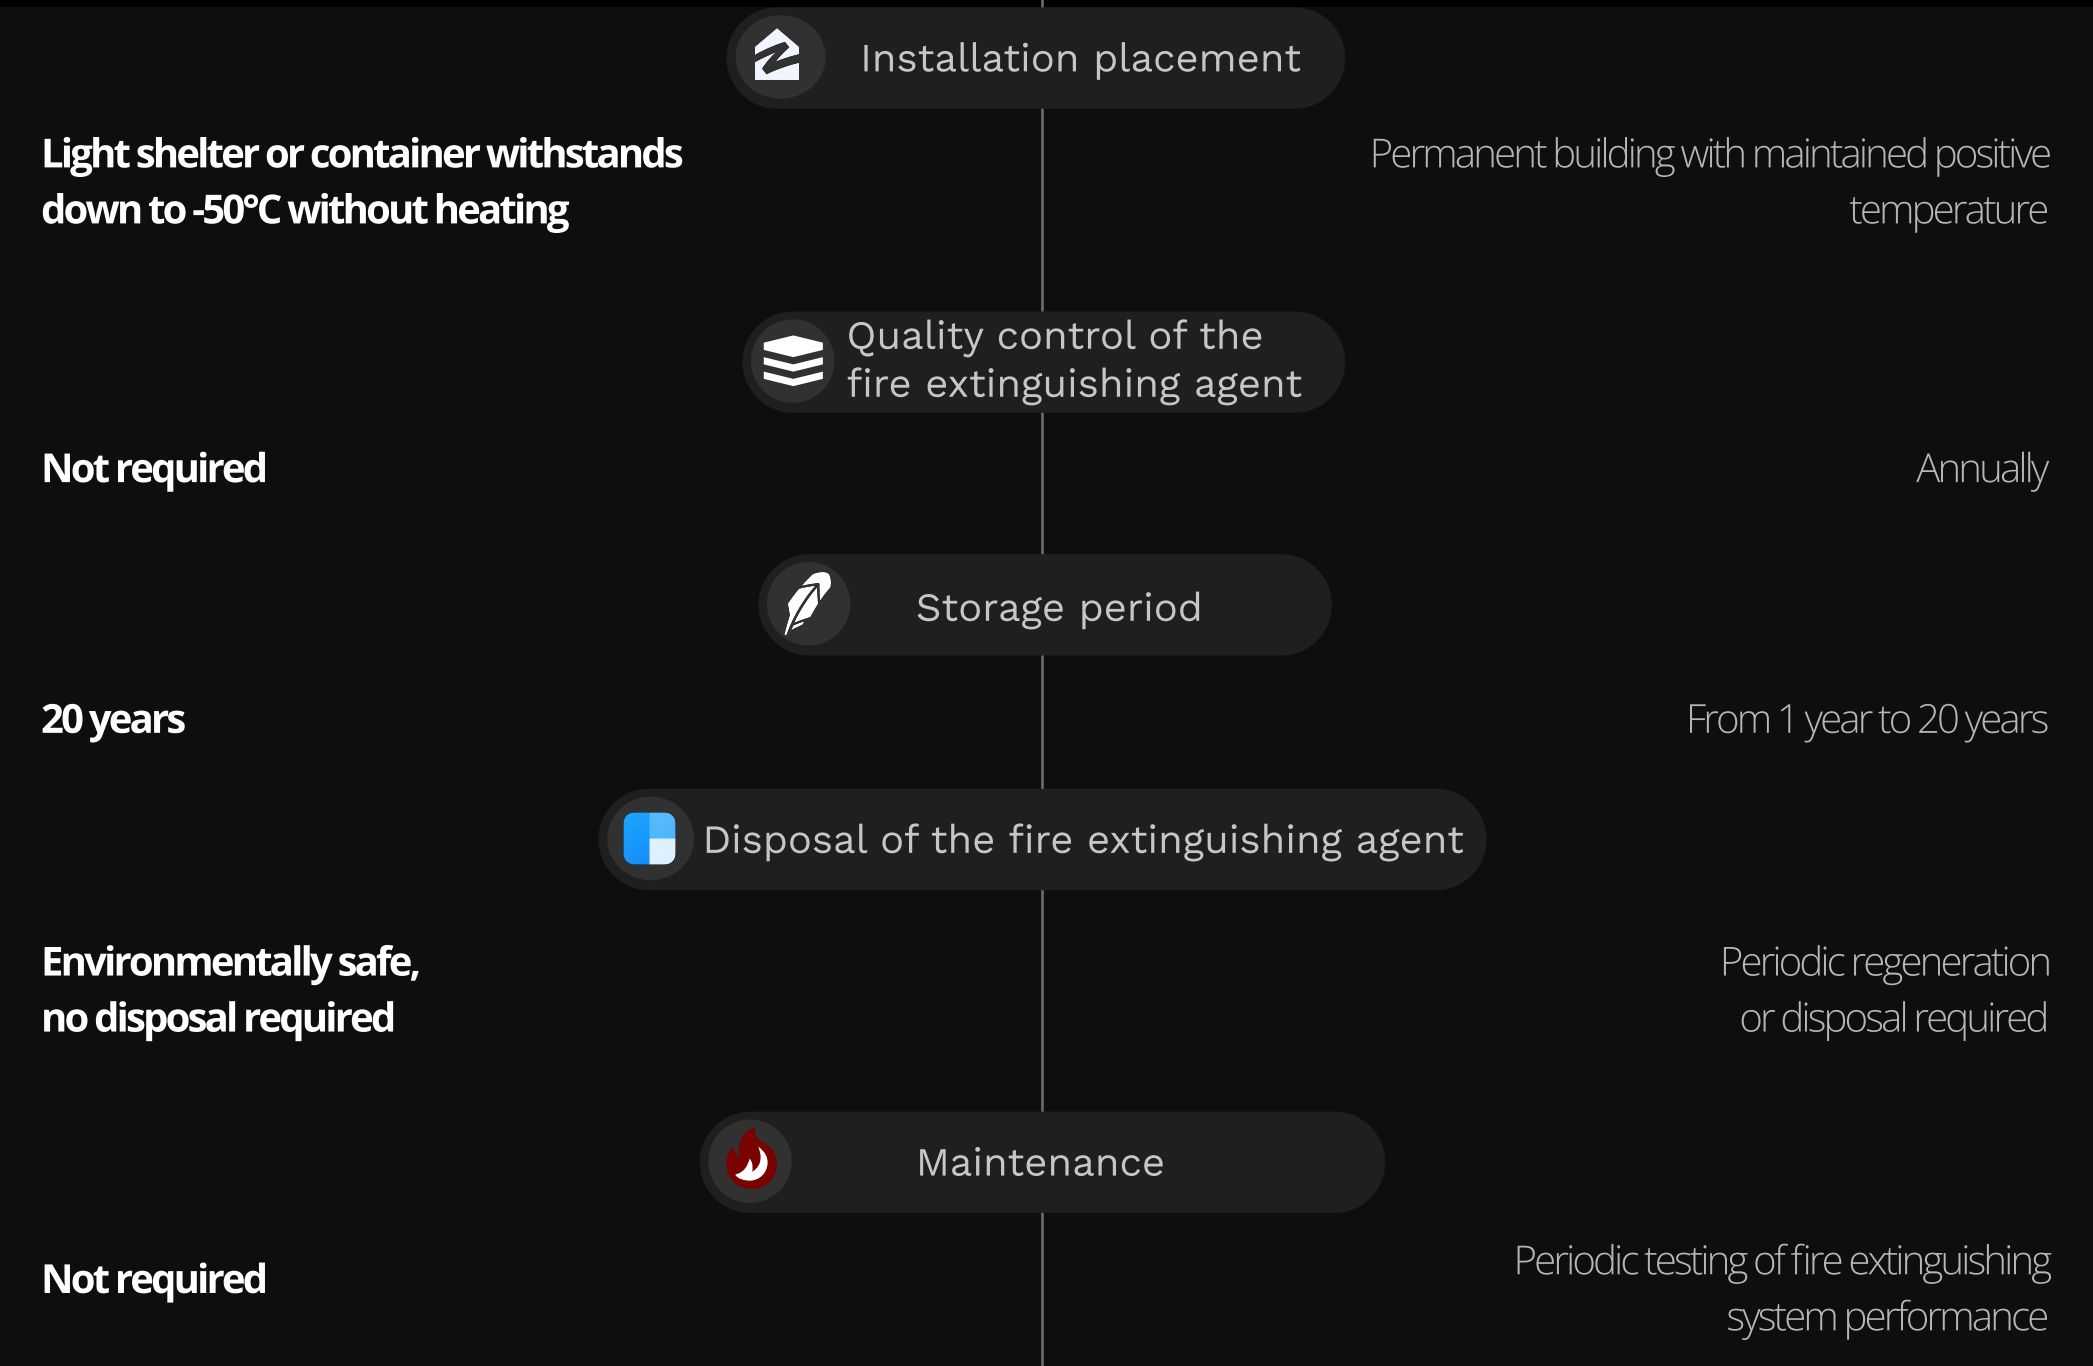 Installation placement
Light shelter or container withstands
down to -50°C without heating
Permanent building with maintained positive
temperature
Quality control of the
fire extinguishing agent
Not required
Annually
Storage period
20 years
From 1 year to 20 years
Disposal of the fire extinguishing agent
Environmentally safe,
no disposal required
Periodic regeneration
or disposal required
Maintenance
Not required
Periodic testing of fire extinguishing
system performance